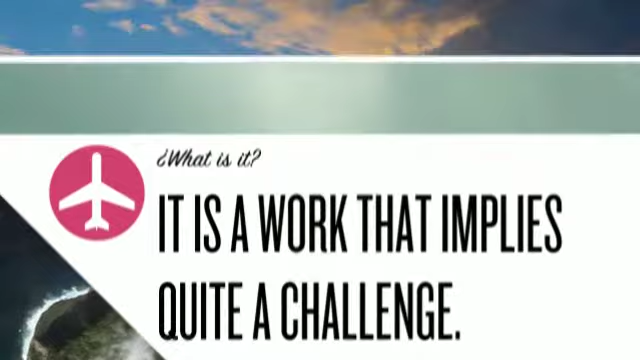 ¿What is it?
IT IS A WORK THAT IMPLIES
QUITE A CHALLENGE.